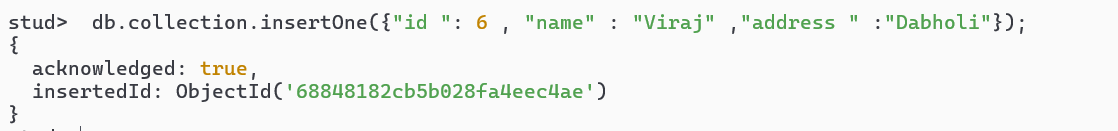 stud>  db.collection.insertOne({"id ": 6 , "name" : "Viraj" ,"address " :"Dabholi"});
{
  acknowledged: true,
  insertedId: ObjectId('68848182cb5b028fa4eec4ae')
}